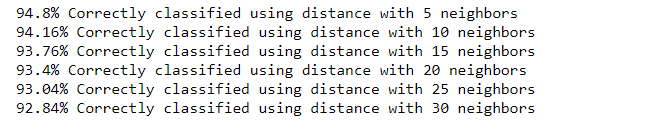 94.8% Correctly classified using distance with 5 neighbors
94.16% Correctly classified using distance with 10 neighbors
93.76% Correctly classified using distance with 15 neighbors
93.4% Correctly classified using distance with 20 neighbors
93.04% Correctly classified using distance with 25 neighbors
92.84% Correctly classified using distance with 30 neighbors